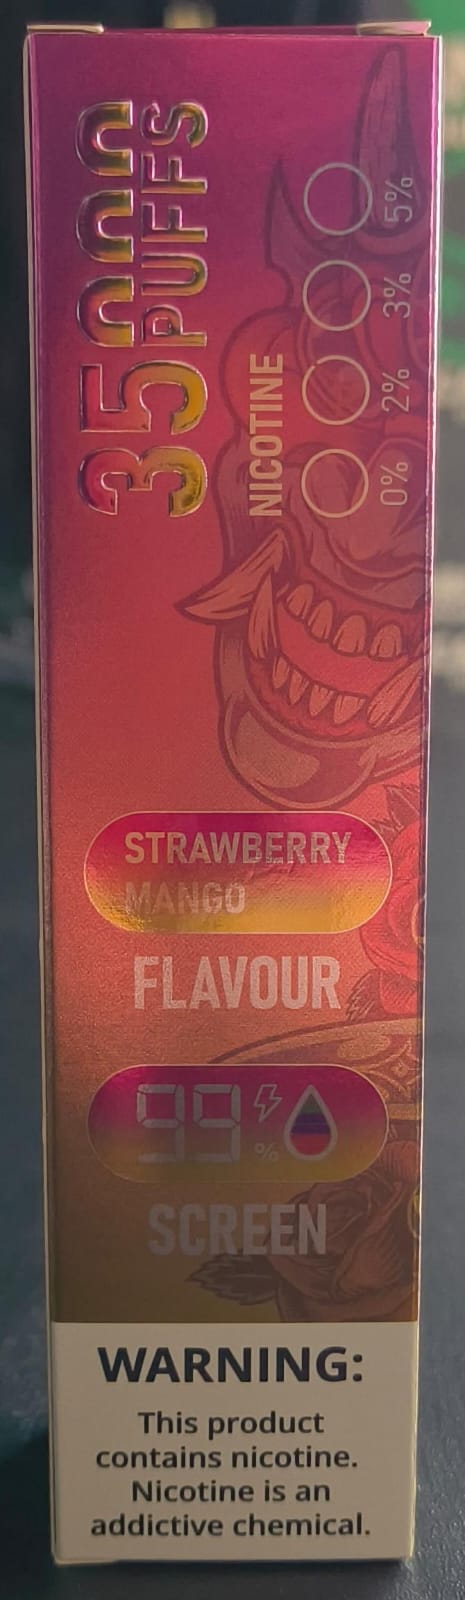 35000
PUFFS
NICOTINE
0% 2% 3% 5%
STRAWBERRY
MANGO
FLAVOUR
99%
SCREEN
WARNING:
This product
contains nicotine.
Nicotine is an
addictive chemical.